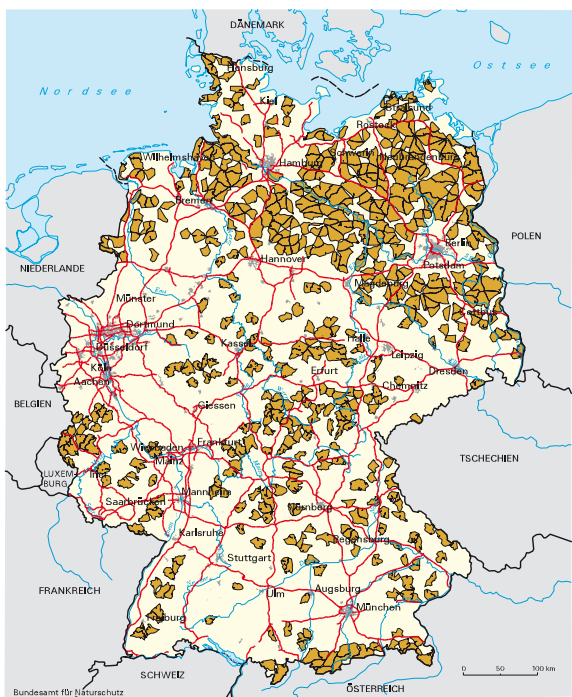 DÄNEMARK
Nordsee
Ostsee
Flensburg
Kiel
Stralsund
Rostock
Wilhelmshaven
Hamburg
Schwerin
Neubrandenburg
Bremen
Berlin
POLEN
NIEDERLANDE
Hannover
Potsdam
Magdeburg
Münster
Ems
Cottbus
Dortmund
Düsseldorf
Kassel
Halle
Leipzig
Köln
Erfurt
Dresden
Aachen
Chemnitz
BELGIEN
Giessen
Wiesbaden
Frankfurt
Mainz
TSCHECHIEN
LUXEM-
BURG
Trier
Saarbrücken
Mannheim
Nürnberg
Karlsruhe
Regensburg
Stuttgart
FRANKREICH
Ulm
Augsburg
Freiburg
München
SCHWEIZ
ÖSTERREICH
0 50 100 km
Bundesamt für Naturschutz